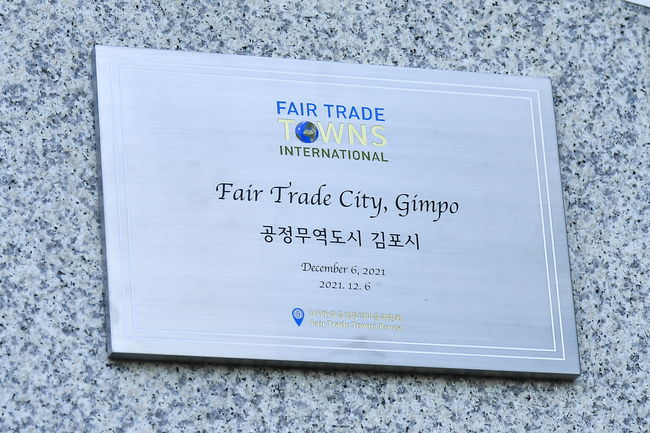 FAIR TRADE
TOWNS
INTERNATIONAL
Fair Trade City, Gimpo
공정무역도시 김포시
December 6, 2021
2021. 12. 6
Fair Trade Towns Korea